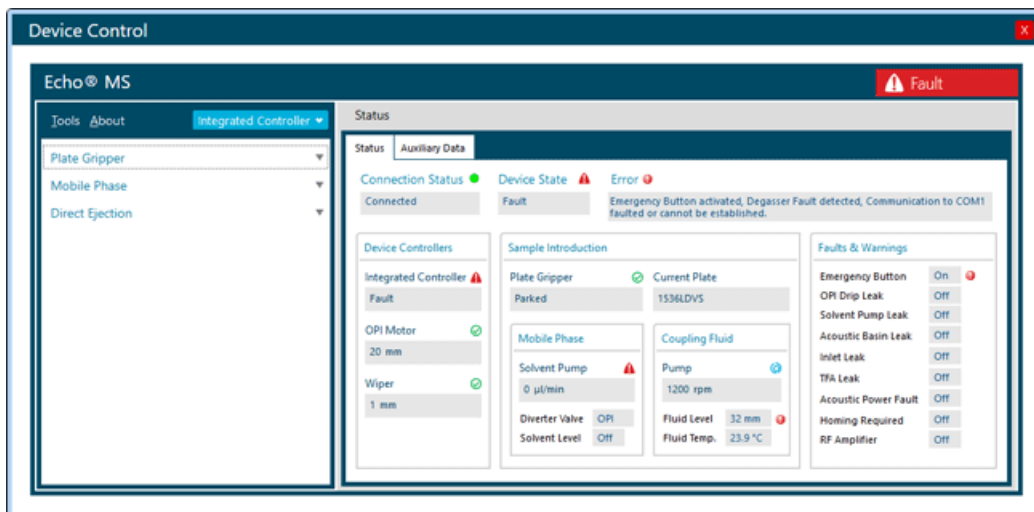 Device Control
X
Echo® MS
Fault
Tools About Integrated Controller
Plate Gripper
Mobile Phase
Direct Ejection
Status
Status Auxiliary Data
Connection Status Device State Error
Connected Fault Emergency Button activated, Degasser Fault detected, Communication to COM1
faulted or cannot be established.
Device Controllers
Integrated Controller
Fault
OPI Motor
20 mm
Wiper
1 mm
Sample Introduction
Plate Gripper Current Plate
Parked 1536LDVS
Mobile Phase
Solvent Pump
0 µl/min
Diverter Valve OPI
Solvent Level Off
Coupling Fluid
Pump
1200 rpm
Fluid Level 32 mm
Fluid Temp. 23.9 °C
Faults & Warnings
Emergency Button On
OPI Drip Leak Off
Solvent Pump Leak Off
Acoustic Basin Leak Off
Inlet Leak Off
TFA Leak Off
Acoustic Power Fault Off
Homing Required Off
RF Amplifier Off